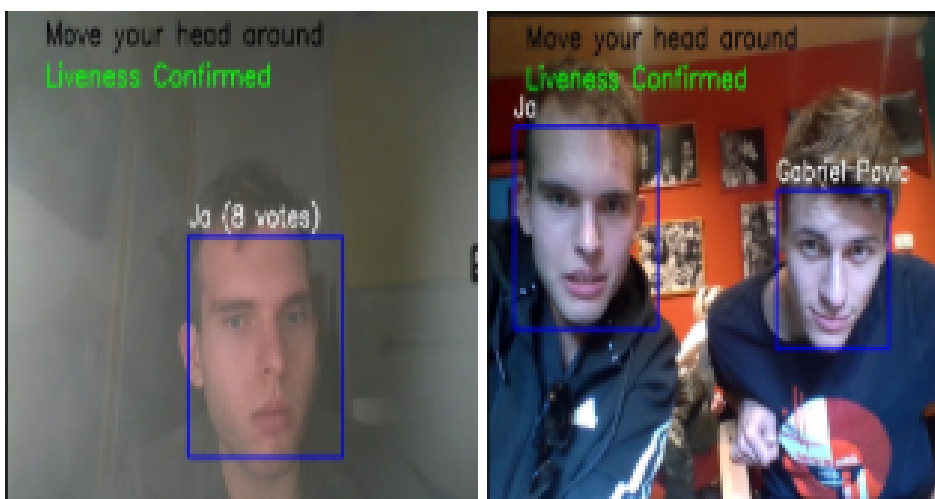 Move your head around
Liveness Confirmed
Ja (8 votes)
Move your head around
Liveness Confirmed
Ja
Gabriel Pavic